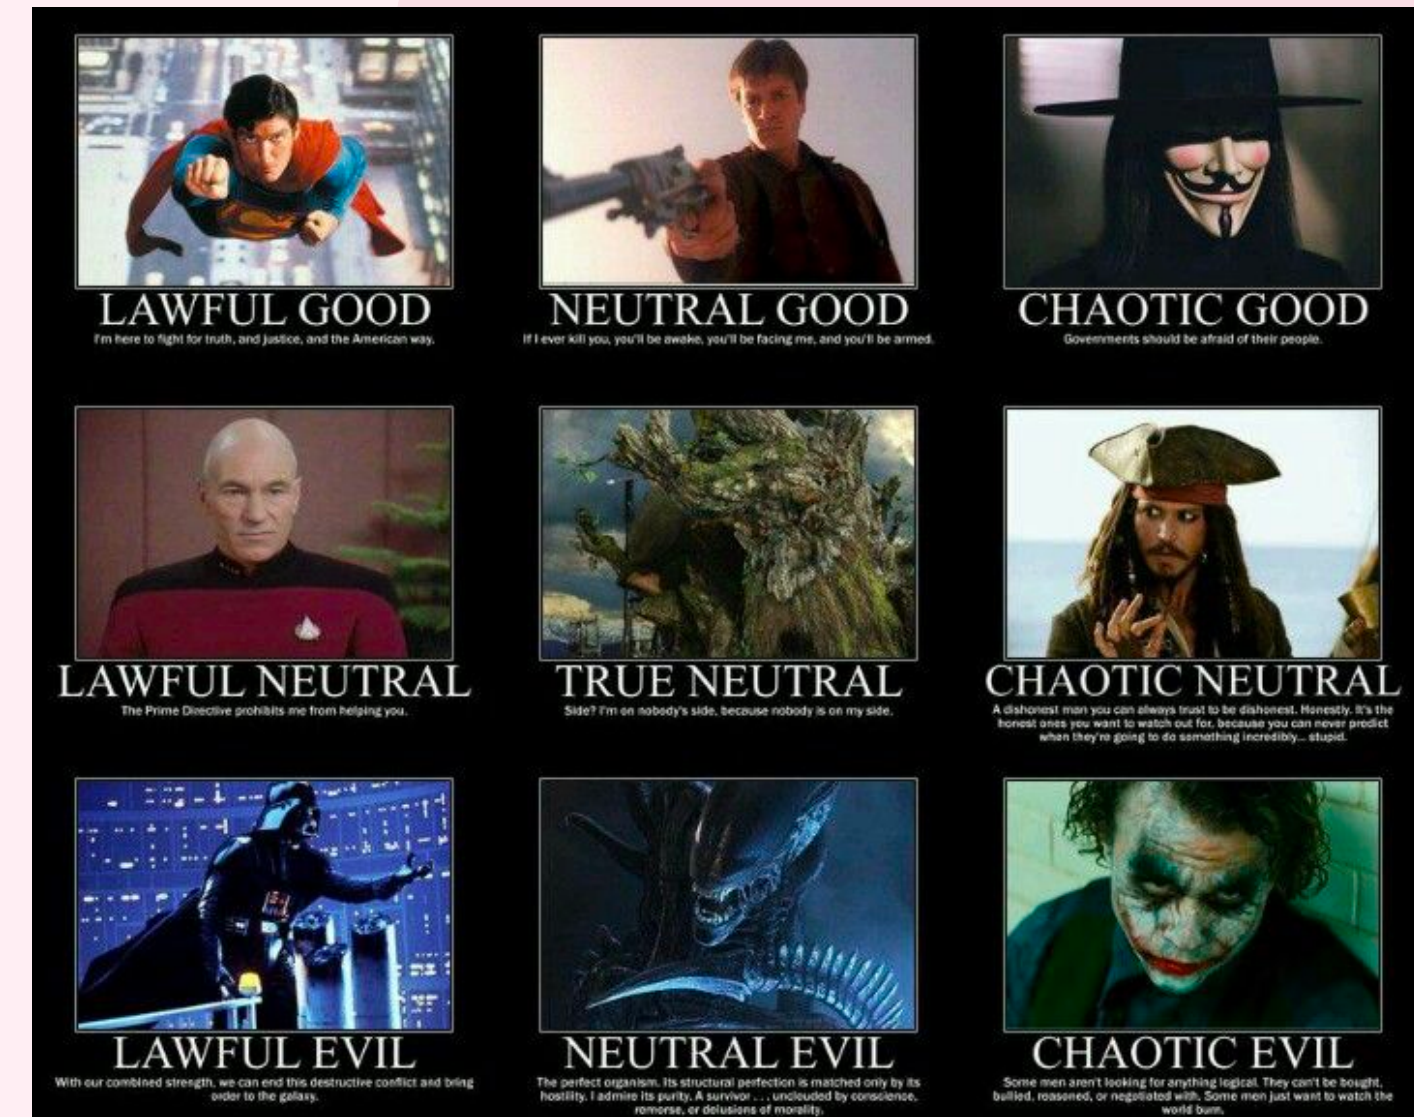 LAWFUL GOOD
I'm here to fight for truth, and justice, and the American way.
NEUTRAL GOOD
If I ever kill you, you'll be awake, you'll be facing me, and you'll be armed.
CHAOTIC GOOD
Governments should be afraid of their people.
LAWFUL NEUTRAL
The Prime Directive prohibits me from helping you.
TRUE NEUTRAL
Side? I'm on nobody's side, because nobody is on my side.
CHAOTIC NEUTRAL
A dishonest man you can always trust to be dishonest. Honestly. It's the
honest ones you want to watch out for, because you can never predict
when they're going to do something incredibly... stupid.
LAWFUL EVIL
With our combined strength, we can end this destructive conflict and bring
order to the galaxy.
NEUTRAL EVIL
The perfect organism. Its structural perfection is matched only by its
hostility. I admire its purity. A survivor . . . unclouded by conscience,
remorse, or delusions of morality.
CHAOTIC EVIL
Some men aren't looking for anything logical. They can't be bought,
bullied, reasoned, or negotiated with. Some men just want to watch the
world burn.